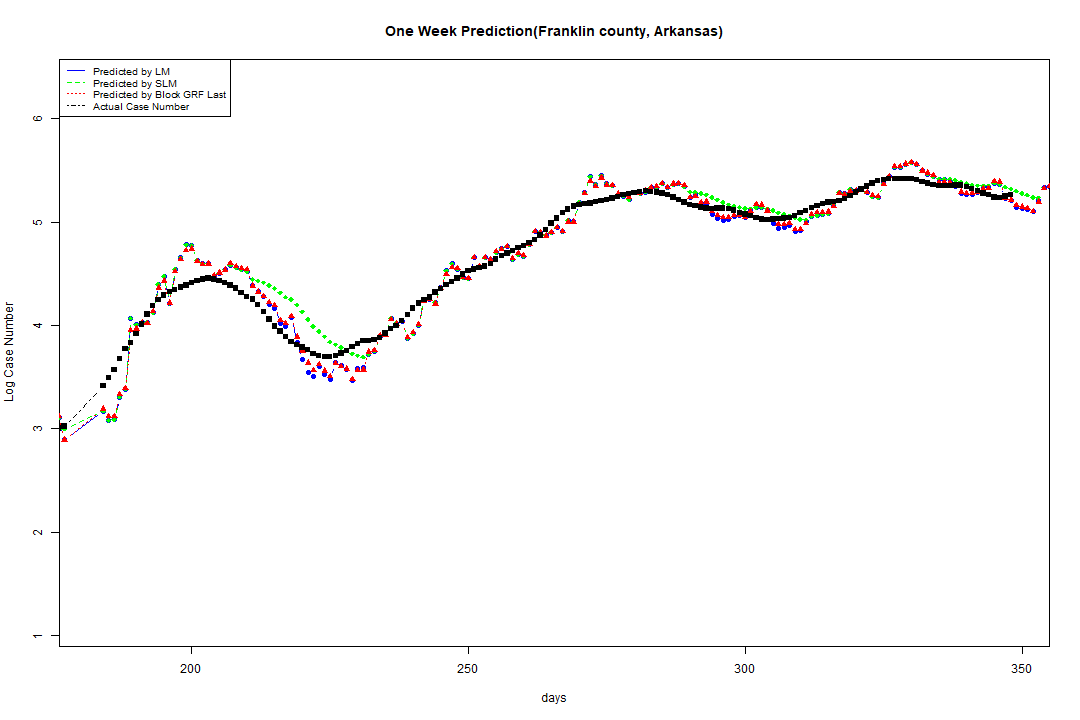 One Week Prediction(Franklin county, Arkansas)
Predicted by LM
Predicted by SLM
Predicted by Block GRF Last
Actual Case Number
6
5
4
3
2
1
Log Case Number
200
250
300
350
days